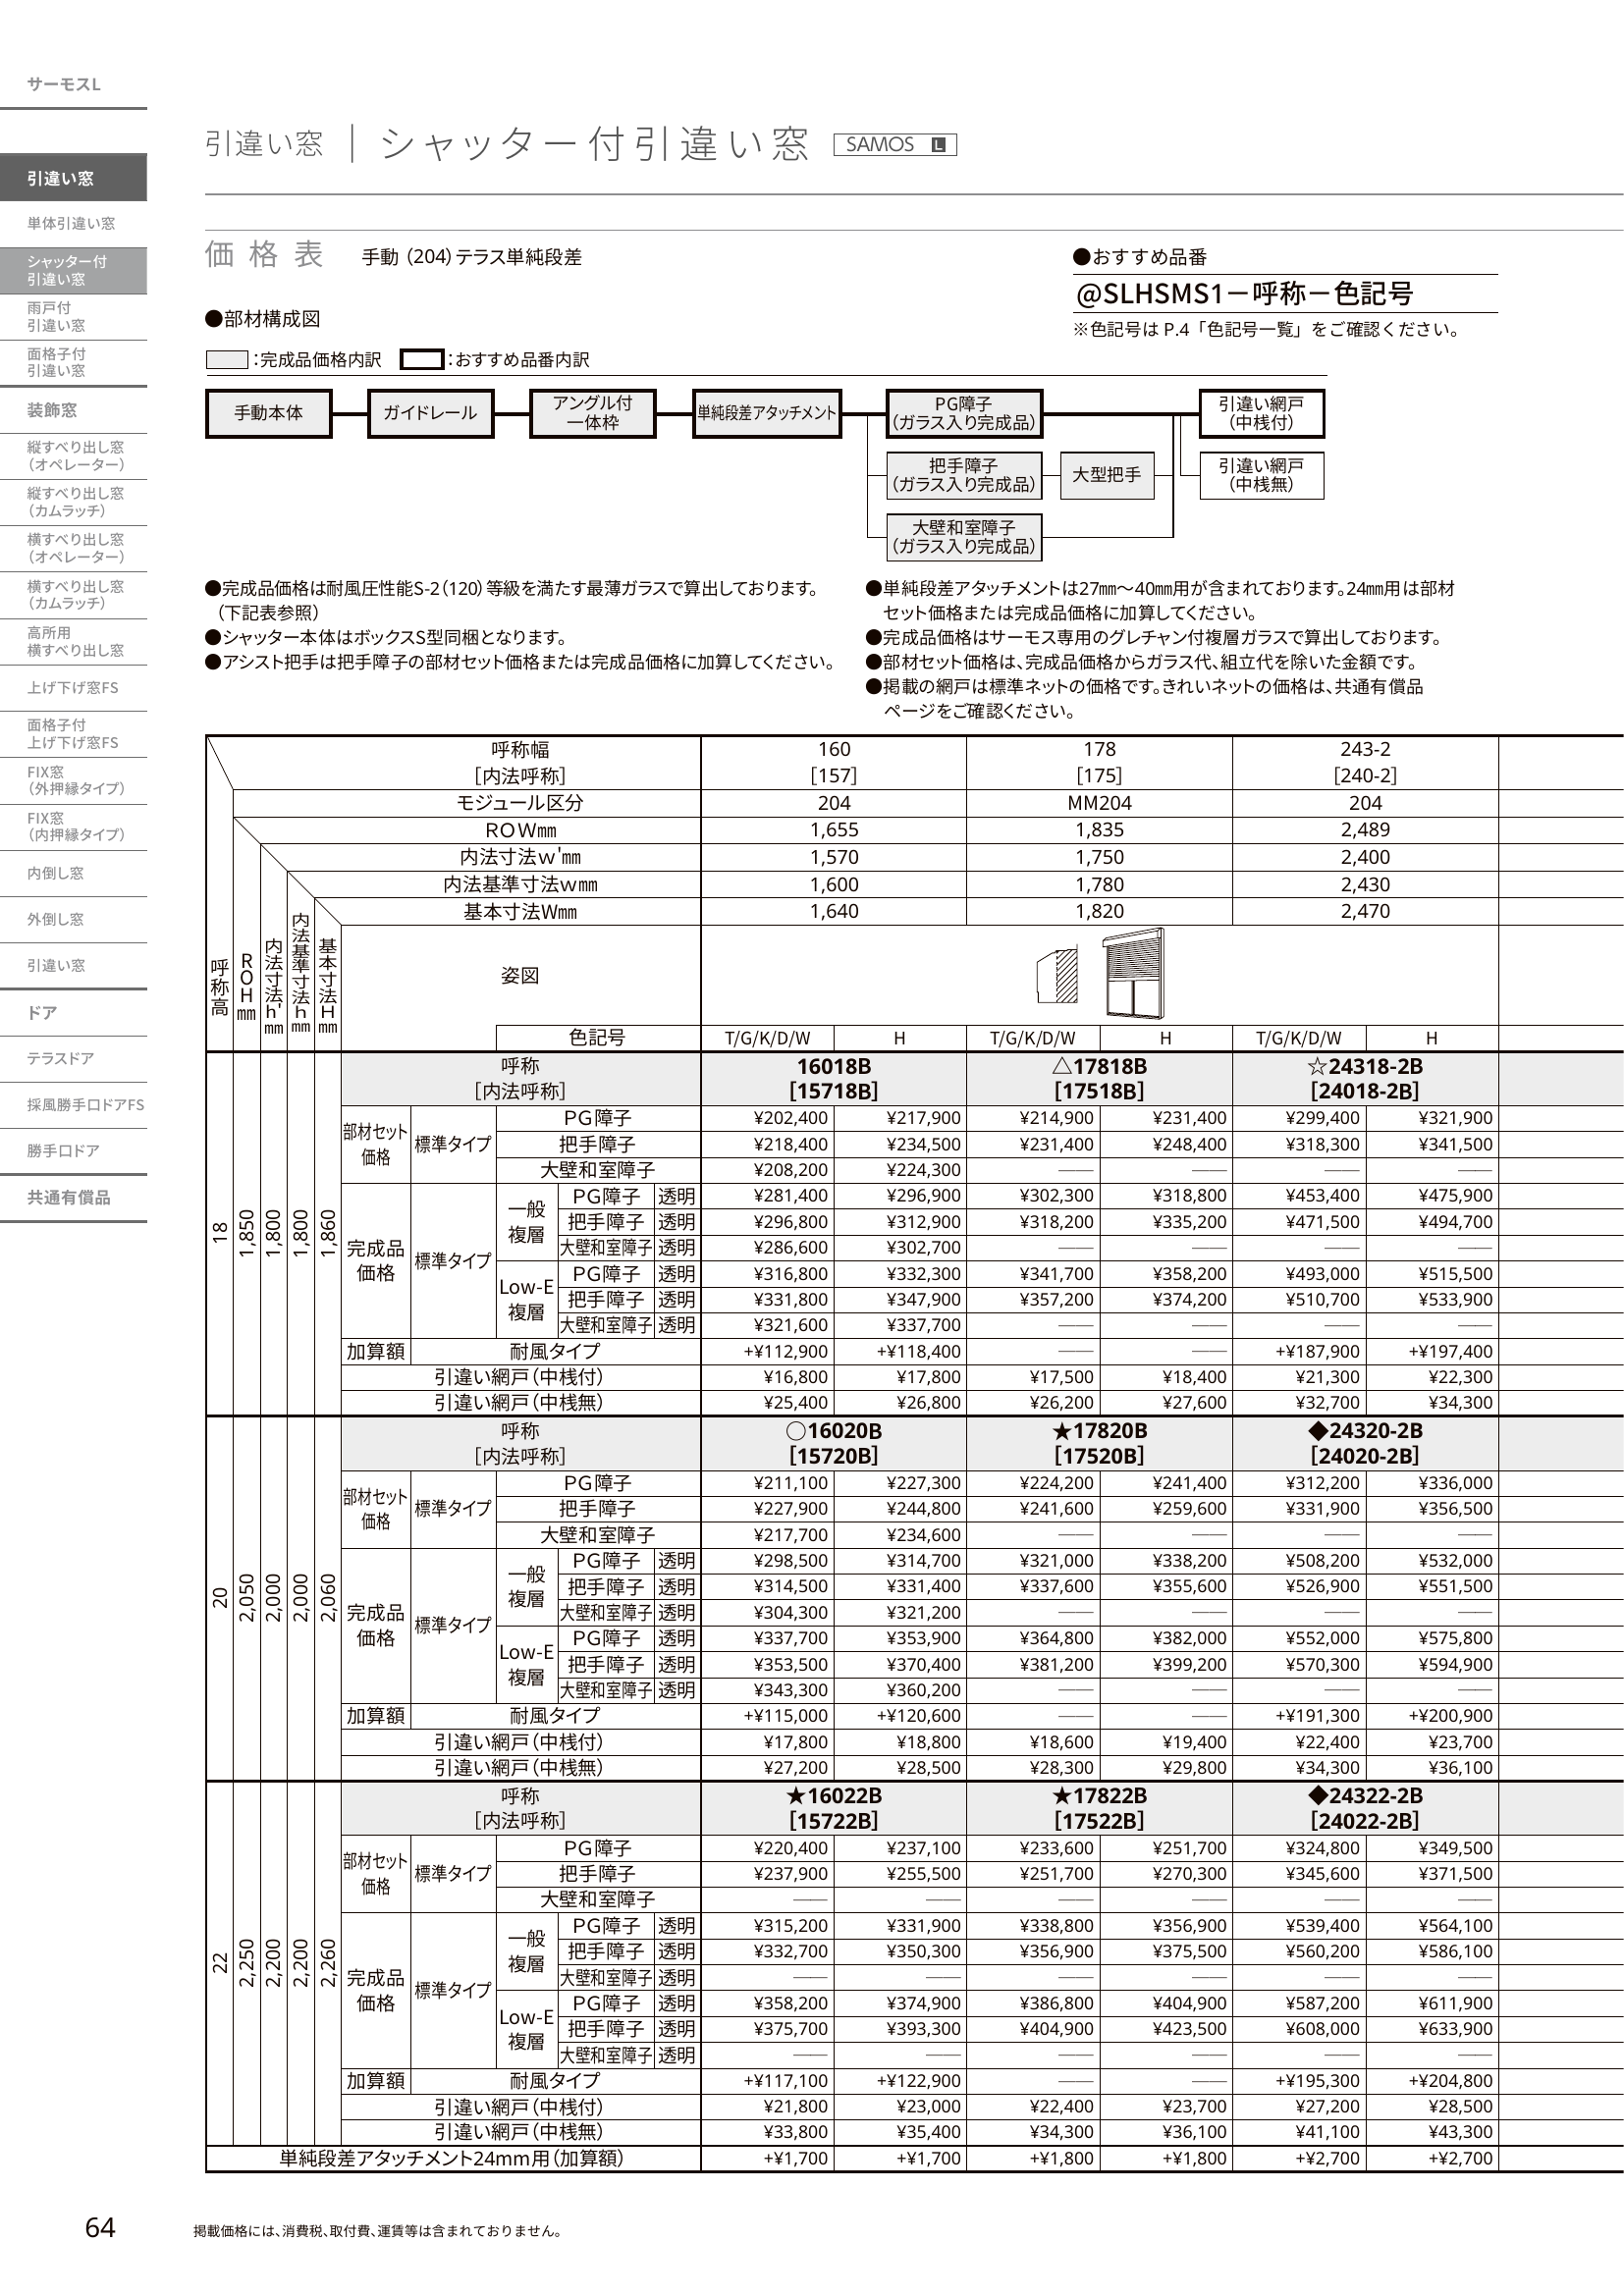 サーモスL
引違い窓
単体引違い窓
シャッター付
引違い窓
雨戸付
引違い窓
面格子付
引違い窓
装飾窓
縦すべり出し窓
（オペレーター）
縦すべり出し窓
（カムラッチ）
横すべり出し窓
（オペレーター）
横すべり出し窓
（カムラッチ）
高所用
横すべり出し窓
上げ下げ窓FS
面格子付
上げ下げ窓FS
FIX窓
（外押縁タイプ）
FIX窓
（内押縁タイプ）
内倒し窓
外倒し窓
引違い窓
ドア
テラスドア
採風勝手口ドアFS
勝手口ドア
共通有償品
引違い窓｜シャッター付引違い窓 SAMOS L
価格表 手動（204）テラス単純段差
●おすすめ品番
@SLHSMS1－呼称－色記号
※色記号は P.4「色記号一覧」をご確認ください。
●部材構成図
：完成品価格内訳 ：おすすめ品番内訳
手動本体 ガイドレール アングル付一体枠 単純段差アタッチメント PG障子（ガラス入り完成品） 引違い網戸（中桟付）
把手障子（ガラス入り完成品） 大型把手 引違い網戸（中桟無）
大壁和室障子（ガラス入り完成品）
●完成品価格は耐風圧性能S-2（120）等級を満たす最薄ガラスで算出しております。
（下記表参照）
●シャッター本体はボックスS型同梱となります。
●アシスト把手は把手障子の部材セット価格または完成品価格に加算してください。
●単純段差アタッチメントは27㎜～40㎜用が含まれております。24㎜用は部材
セット価格または完成品価格に加算してください。
●完成品価格はサーモス専用のグレチャン付複層ガラスで算出しております。
●部材セット価格は、完成品価格からガラス代、組立代を除いた金額です。
●掲載の網戸は標準ネットの価格です。きれいネットの価格は、共通有償品
ページをご確認ください。
呼称幅 160 178 243-2
［内法呼称］ ［157］ ［175］ ［240-2］
モジュール区分 204 MM204 204
ROW㎜ 1,655 1,835 2,489
内法寸法w'㎜ 1,570 1,750 2,400
内法基準寸法w㎜ 1,600 1,780 2,430
基本寸法W㎜ 1,640 1,820 2,470
呼称高 ROH㎜ 内法寸法h'㎜ 内法基準寸法h㎜ 基本寸法H㎜
姿図
色記号 T/G/K/D/W H T/G/K/D/W H T/G/K/D/W H
18 1,850 1,800 1,800 1,860
呼称 16018B △17818B ☆24318-2B
［内法呼称］ ［15718B］ ［17518B］ ［24018-2B］
部材セット価格 標準タイプ PG障子 ¥202,400 ¥217,900 ¥214,900 ¥231,400 ¥299,400 ¥321,900
把手障子 ¥218,400 ¥234,500 ¥231,400 ¥248,400 ¥318,300 ¥341,500
大壁和室障子 ¥208,200 ¥224,300 ―― ―― ―― ――
完成品価格 標準タイプ 一般複層 PG障子 透明 ¥281,400 ¥296,900 ¥302,300 ¥318,800 ¥453,400 ¥475,900
把手障子 透明 ¥296,800 ¥312,900 ¥318,200 ¥335,200 ¥471,500 ¥494,700
大壁和室障子 透明 ¥286,600 ¥302,700 ―― ―― ―― ――
Low-E複層 PG障子 透明 ¥316,800 ¥332,300 ¥341,700 ¥358,200 ¥493,000 ¥515,500
把手障子 透明 ¥331,800 ¥347,900 ¥357,200 ¥374,200 ¥510,700 ¥533,900
大壁和室障子 透明 ¥321,600 ¥337,700 ―― ―― ―― ――
加算額 耐風タイプ +¥112,900 +¥118,400 ―― ―― +¥187,900 +¥197,400
引違い網戸（中桟付） ¥16,800 ¥17,800 ¥17,500 ¥18,400 ¥21,300 ¥22,300
引違い網戸（中桟無） ¥25,400 ¥26,800 ¥26,200 ¥27,600 ¥32,700 ¥34,300
20 2,050 2,000 2,000 2,060
呼称 ○16020B ★17820B ◆24320-2B
［内法呼称］ ［15720B］ ［17520B］ ［24020-2B］
部材セット価格 標準タイプ PG障子 ¥211,100 ¥227,300 ¥224,200 ¥241,400 ¥312,200 ¥336,000
把手障子 ¥227,900 ¥244,800 ¥241,600 ¥259,600 ¥331,900 ¥356,500
大壁和室障子 ¥217,700 ¥234,600 ―― ―― ―― ――
完成品価格 標準タイプ 一般複層 PG障子 透明 ¥298,500 ¥314,700 ¥321,000 ¥338,200 ¥508,200 ¥532,000
把手障子 透明 ¥314,500 ¥331,400 ¥337,600 ¥355,600 ¥526,900 ¥551,500
大壁和室障子 透明 ¥304,300 ¥321,200 ―― ―― ―― ――
Low-E複層 PG障子 透明 ¥337,700 ¥353,900 ¥364,800 ¥382,000 ¥552,000 ¥575,800
把手障子 透明 ¥353,500 ¥370,400 ¥381,200 ¥399,200 ¥570,300 ¥594,900
大壁和室障子 透明 ¥343,300 ¥360,200 ―― ―― ―― ――
加算額 耐風タイプ +¥115,000 +¥120,600 ―― ―― +¥191,300 +¥200,900
引違い網戸（中桟付） ¥17,800 ¥18,800 ¥18,600 ¥19,400 ¥22,400 ¥23,700
引違い網戸（中桟無） ¥27,200 ¥28,500 ¥28,300 ¥29,800 ¥34,300 ¥36,100
22 2,250 2,200 2,200 2,260
呼称 ★16022B ★17822B ◆24322-2B
［内法呼称］ ［15722B］ ［17522B］ ［24022-2B］
部材セット価格 標準タイプ PG障子 ¥220,400 ¥237,100 ¥233,600 ¥251,700 ¥324,800 ¥349,500
把手障子 ¥237,900 ¥255,500 ¥251,700 ¥270,300 ¥345,600 ¥371,500
大壁和室障子 ―― ―― ―― ―― ―― ――
完成品価格 標準タイプ 一般複層 PG障子 透明 ¥315,200 ¥331,900 ¥338,800 ¥356,900 ¥539,400 ¥564,100
把手障子 透明 ¥332,700 ¥350,300 ¥356,900 ¥375,500 ¥560,200 ¥586,100
大壁和室障子 透明 ―― ―― ―― ―― ―― ――
Low-E複層 PG障子 透明 ¥358,200 ¥374,900 ¥386,800 ¥404,900 ¥587,200 ¥611,900
把手障子 透明 ¥375,700 ¥393,300 ¥404,900 ¥423,500 ¥608,000 ¥633,900
大壁和室障子 透明 ―― ―― ―― ―― ―― ――
加算額 耐風タイプ +¥117,100 +¥122,900 ―― ―― +¥195,300 +¥204,800
引違い網戸（中桟付） ¥21,800 ¥23,000 ¥22,400 ¥23,700 ¥27,200 ¥28,500
引違い網戸（中桟無） ¥33,800 ¥35,400 ¥34,300 ¥36,100 ¥41,100 ¥43,300
単純段差アタッチメント24mm用（加算額） +¥1,700 +¥1,700 +¥1,800 +¥1,800 +¥2,700 +¥2,700
64
掲載価格には、消費税、取付費、運賃等は含まれておりません。